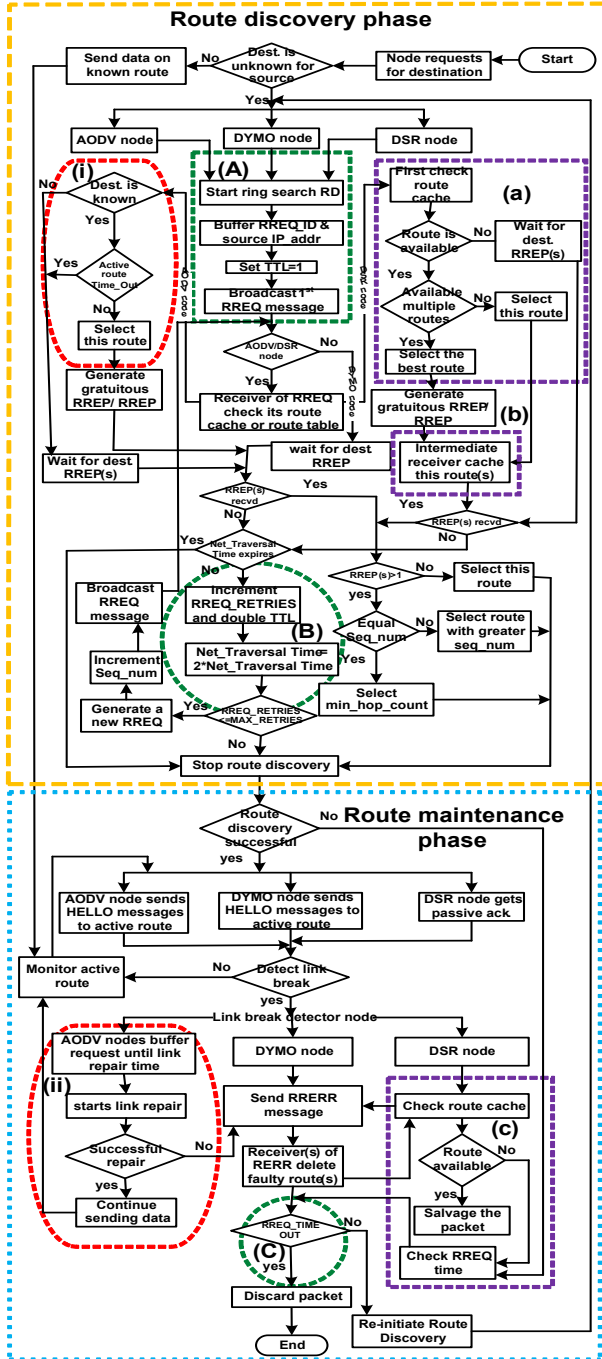 Route discovery phase
Send data on
known route
No
Dest. is
unknown for
source
Node requests
for destination
Start
Yes
AODV node
DYMO node
DSR node
(i)
(A)
(a)
No
Dest. is
known
Yes
Yes
Active
route
Time_Out
No
Select
this route
Generate
gratuitous
RREP/ RREP
Wait for dest.
RREP(s)
Start ring search RD
Buffer RREQ_ID &
source IP_addr
Set TTL=1
Broadcast 1st
RREQ message
AODV/DSR
node
No
Yes
Receiver of RREQ
check its route
cache or route table
wait for dest.
RREP
First check
route
cache
Route is
available
No
Wait for
dest.
RREP(s)
Yes
Available
multiple
routes
No
Select
this route
Yes
Select the
best route
Generate
gratuitous RREP/
RREP
(b)
Intermediate
receiver cache
this route(s)
RREP(s)
recvd
Yes
No
RREP(s) recvd
Yes
No
Yes
Net_Traversal
Time expires
No
RREP(s)>1
No
Select this
route
yes
Broadcast
RREQ
message
Increment
RREQ_RETRIES
and double TTL
(B)
Equal
Seq_num
No
Select route
with greater
seq_num
Yes
Increment
Seq_num
Net_Traversal Time=
2*Net_Traversal Time
Select
min_hop_count
Generate a
new RREQ
Yes
RREQ_RETRIES
<=MAX_RETRIES
No
Stop route discovery
Route maintenance
phase
Route
discovery
successful
No
yes
AODV node sends
HELLO messages
to active route
DYMO node sends
HELLO messages to
active route
DSR node gets
passive ack.
Monitor active
route
No
Detect link
break
yes
Link break detector node
AODV nodes buffer
request until link
repair time
DYMO node
DSR node
(ii)
starts link repair
Send RRERR
message
Check route cache
(c)
Successful
repair
No
yes
Receiver(s) of
RERR delete
faulty route(s)
Route
available
No
yes
Continue
sending data
Salvage the
packet
RREQ_TIME
OUT
No
(C)
yes
Check RREQ
time
Discard packet
End
Re-initiate Route
Discovery